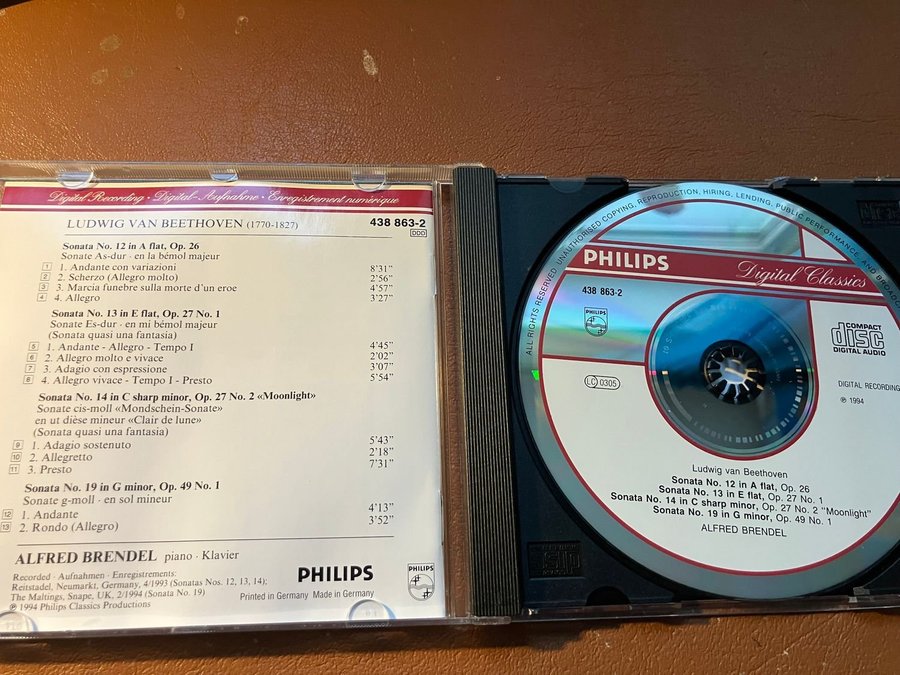 Digital Recording · Digital-Aufnahme · Enregistrement numérique
LUDWIG VAN BEETHOVEN (1770-1827) 438 863-2
DDD
Sonata No. 12 in A flat, Op. 26
Sonate As-dur · en la bémol majeur
1 1. Andante con variazioni 8'31"
2 2. Scherzo (Allegro molto) 2'56"
3 3. Marcia funebre sulla morte d'un eroe 4'57"
4 4. Allegro 3'27"
Sonata No. 13 in E flat, Op. 27 No. 1
Sonate Es-dur · en mi bémol majeur
(Sonata quasi una fantasia)
5 1. Andante - Allegro - Tempo I 4'45"
6 2. Allegro molto e vivace 2'02"
7 3. Adagio con espressione 3'07"
8 4. Allegro vivace - Tempo I - Presto 5'54"
Sonata No. 14 in C sharp minor, Op. 27 No. 2 «Moonlight»
Sonate cis-moll «Mondschein-Sonate»
en ut dièse mineur «Clair de lune»
(Sonata quasi una fantasia)
9 1. Adagio sostenuto 5'43"
10 2. Allegretto 2'18"
11 3. Presto 7'31"
Sonata No. 19 in G minor, Op. 49 No. 1
Sonate g-moll · en sol mineur
12 1. Andante 4'13"
13 2. Rondo (Allegro) 3'52"
ALFRED BRENDEL piano · Klavier
Recorded · Aufnahmen · Enregistrements:
Reitstadel, Neumarkt, Germany, 4/1993 (Sonatas Nos. 12, 13, 14);
The Maltings, Snape, UK, 2/1994 (Sonata No. 19)
℗ 1994 Philips Classics Productions
PHILIPS
Printed in Germany Made in Germany
PHILIPS
ALL RIGHTS RESERVED. UNAUTHORISED COPYING, REPRODUCTION, HIRING, LENDING, PUBLIC PERFORMANCE AND
PHILIPS
Digital Classics
438 863-2
PHILIPS
COMPACT
disc
DIGITAL AUDIO
LC 0305
DIGITAL RECORDING
℗ 1994
Ludwig van Beethoven
Sonata No. 12 in A flat, Op. 26
Sonata No. 13 in E flat, Op. 27 No. 1
Sonata No. 14 in C sharp minor, Op. 27 No. 2 "Moonlight"
Sonata No. 19 in G minor, Op. 49 No. 1
ALFRED BRENDEL